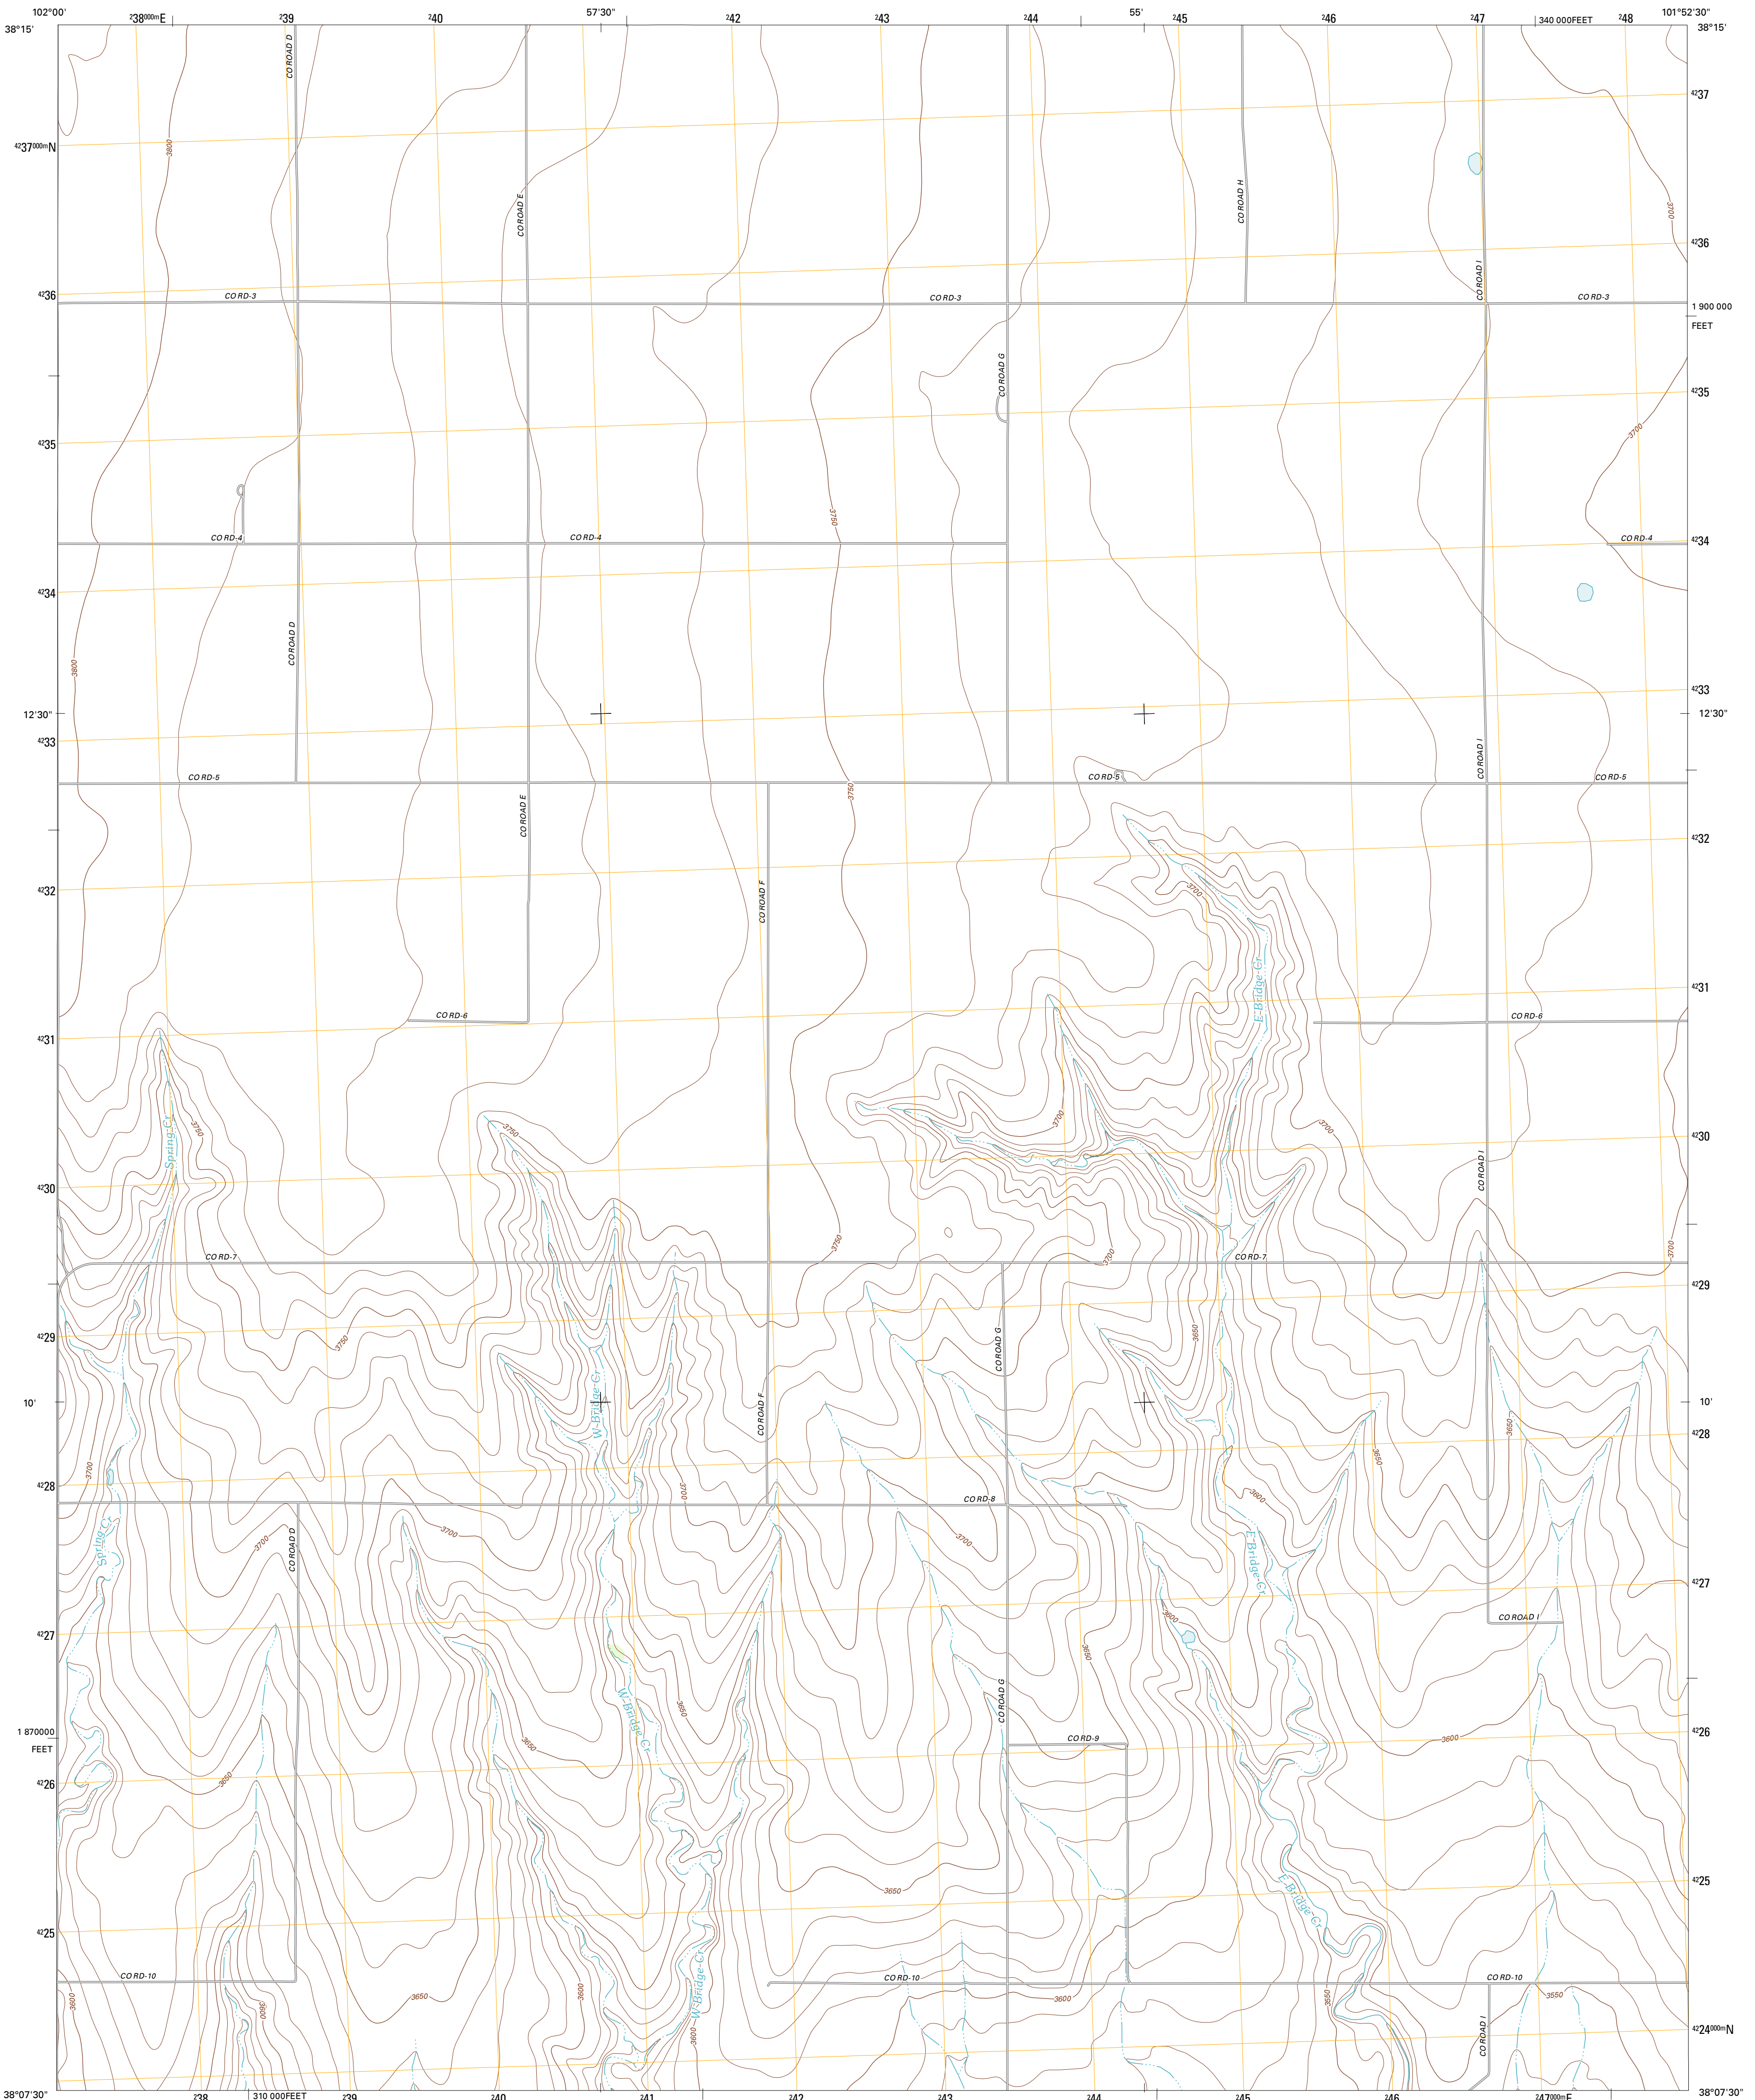 102°00' ²38⁰⁰⁰ᵐE ²39 ²40 57'30" ²42 ²43 ²44 55' ²45 ²46 ²47 340 000FEET ²48 101°52'30"
38°15' 38°15'
CO ROAD D
⁴²37
3800
⁴²37⁰⁰⁰ᵐN
CO ROAD E
CO ROAD H
3700
⁴²36
CO ROAD I
⁴²36
CO RD-3 CO RD-3 CO RD-3
1 900 000
FEET
CO ROAD G
⁴²35
3700
⁴²35
3750
CO RD-4 CO RD-4 CO RD-4
⁴²34
⁴²34
CO ROAD D
3800
⁴²33
12'30" 12'30"
⁴²33
CO ROAD I
CO RD-5 CO RD-5 CO RD-5
3750
CO ROAD E
⁴²32
3700
⁴²32
CO ROAD F
E-Bridge-Cr
⁴²31
CO RD-6 CO RD-6
⁴²31
3700
3750
Spring-Cr
3750
3700
⁴²30
CO ROAD I
⁴²30
3750
3700
3700
CO RD-7 CO RD-7
⁴²29
⁴²29
3750
3650
CO ROAD G
W-Bridge-Cr
10' 10'
CO ROAD F
3650
⁴²28
3650
3700
⁴²28
3700
3600
CO RD-8
Spring-Cr
3700
3700
CO ROAD D
3700
E-Bridge-Cr
⁴²27
3600
CO ROAD I
⁴²27
3650
W-Bridge-Cr
3650
CO ROAD G
1 870000
FEET
⁴²26
CO RD-9
3600
3650
3650
⁴²26
⁴²25
3650
E-Bridge-Cr
⁴²25
W-Bridge-Cr
CO RD-10 CO RD-10 CO RD-10
3600
3600
3650
3600
3600
3650
3550
3600
CO ROAD I
⁴²24⁰⁰⁰ᵐN
38°07'30" 38°07'30"
²38 310 000FEET ²39 ²40 ²41 ²42 ²43 ²44 ²45 ²46 ²47⁰⁰⁰ᵐE